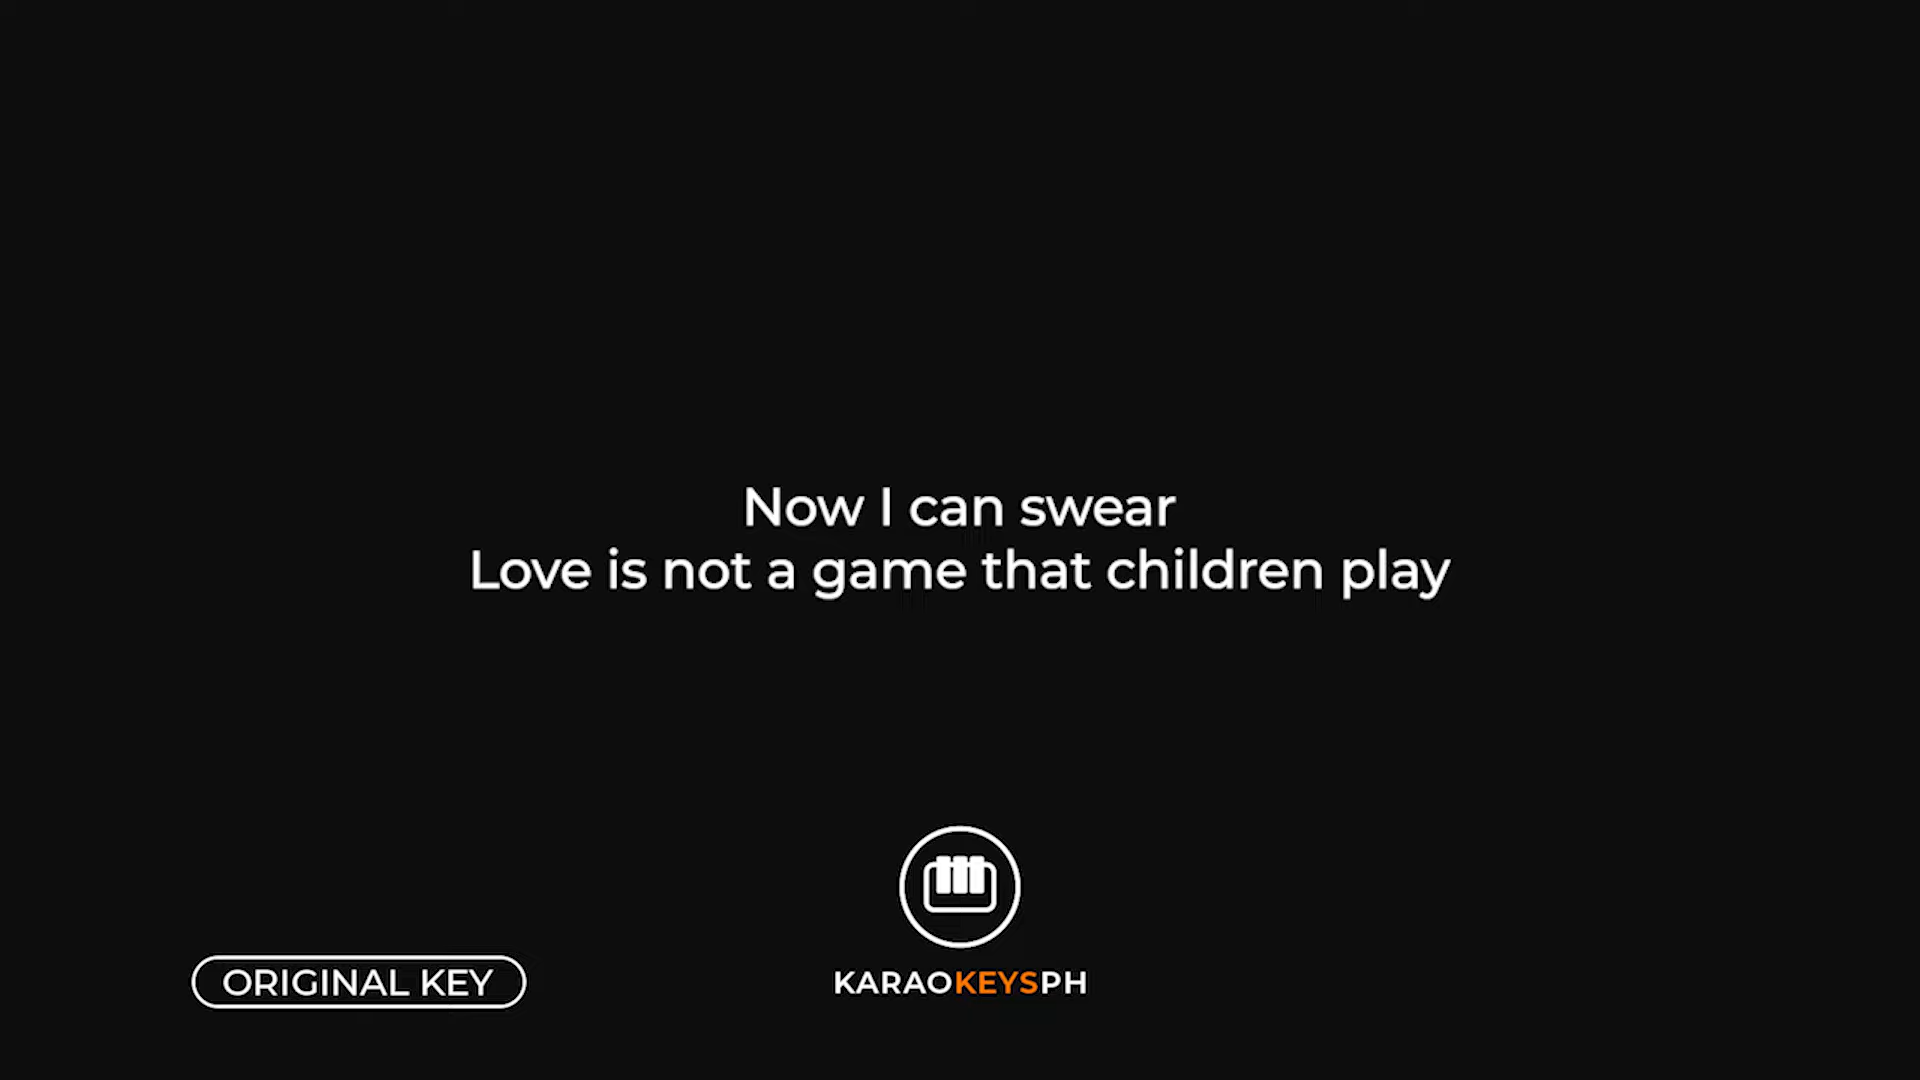 Now I can swear
Love is not a game that children play
ORIGINAL KEY
KARAOKEYSPH